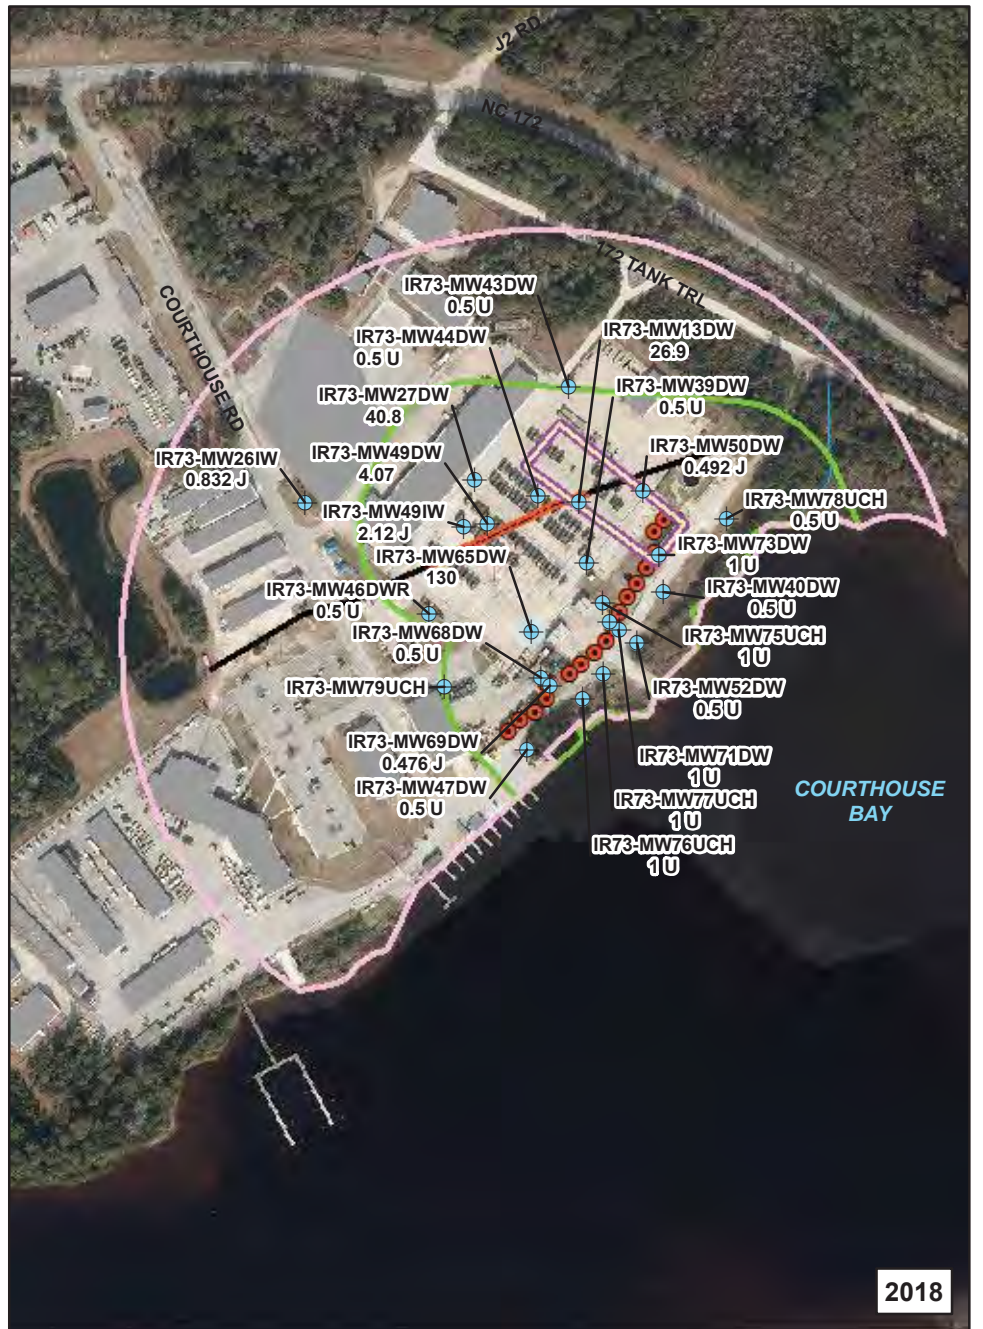 J2 RD
NC 172
172 TANK TRL
COURTHOUSE RD
IR73-MW43DW
0.5 U
IR73-MW44DW
0.5 U
IR73-MW13DW
26.9
IR73-MW27DW
40.8
IR73-MW39DW
0.5 U
IR73-MW49DW
4.07
IR73-MW50DW
0.492 J
IR73-MW26IW
0.832 J
IR73-MW78UCH
0.5 U
IR73-MW49IW
2.12 J
IR73-MW73DW
1 U
IR73-MW65DW
130
IR73-MW46DWR
0.5 U
IR73-MW40DW
0.5 U
IR73-MW68DW
0.5 U
IR73-MW75UCH
1 U
IR73-MW79UCH
IR73-MW52DW
0.5 U
IR73-MW69DW
0.476 J
IR73-MW71DW
1 U
IR73-MW47DW
0.5 U
IR73-MW77UCH
1 U
IR73-MW76UCH
1 U
COURTHOUSE
BAY
2018